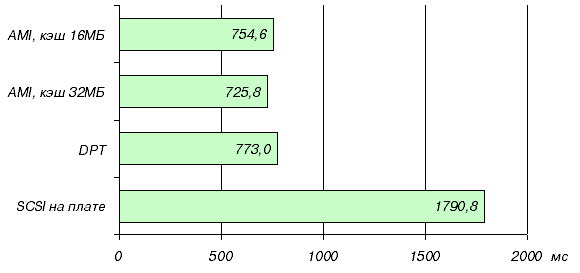 AMI, кэш 16МБ 754,6
AMI, кэш 32МБ 725,8
DPT 773,0
SCSI на плате 1790,8
0 500 1000 1500 2000 мс